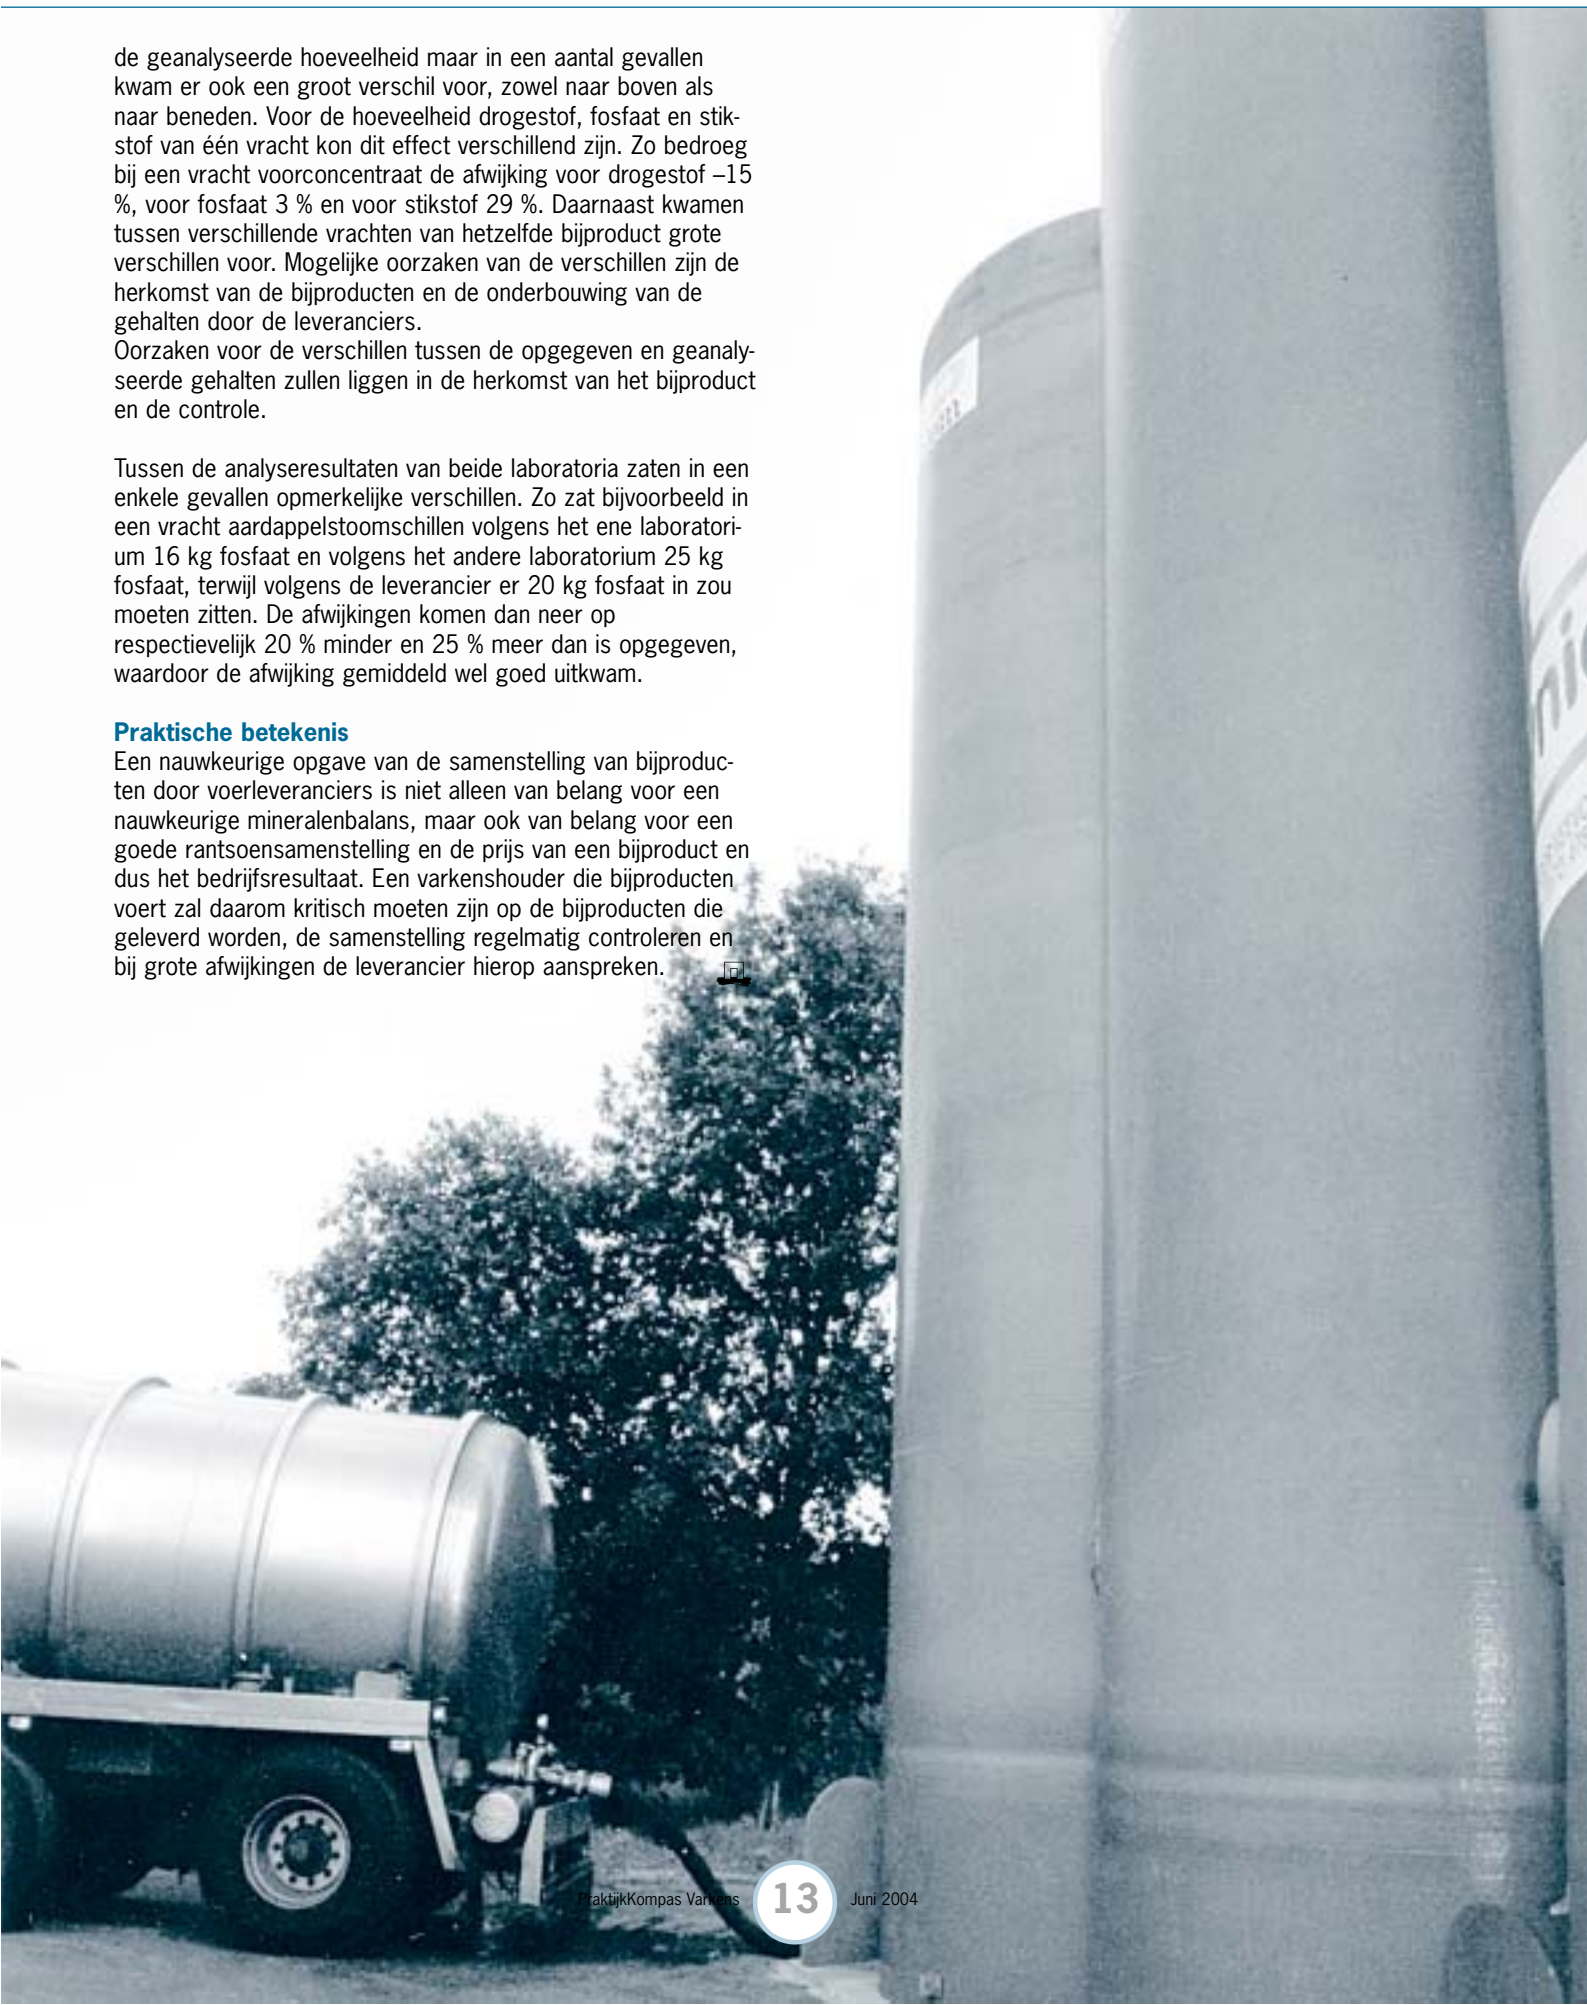 de geanalyseerde hoeveelheid maar in een aantal gevallen
kwam er ook een groot verschil voor, zowel naar boven als
naar beneden. Voor de hoeveelheid drogestof, fosfaat en stik-
stof van één vracht kon dit effect verschillend zijn. Zo bedroeg
bij een vracht voorconcentraat de afwijking voor drogestof –15
%, voor fosfaat 3 % en voor stikstof 29 %. Daarnaast kwamen
tussen verschillende vrachten van hetzelfde bijproduct grote
verschillen voor. Mogelijke oorzaken van de verschillen zijn de
herkomst van de bijproducten en de onderbouwing van de
gehalten door de leveranciers.
Oorzaken voor de verschillen tussen de opgegeven en geanaly-
seerde gehalten zullen liggen in de herkomst van het bijproduct
en de controle.
Tussen de analyseresultaten van beide laboratoria zaten in een
enkele gevallen opmerkelijke verschillen. Zo zat bijvoorbeeld in
een vracht aardappelstoomschillen volgens het ene laboratori-
um 16 kg fosfaat en volgens het andere laboratorium 25 kg
fosfaat, terwijl volgens de leverancier er 20 kg fosfaat in zou
moeten zitten. De afwijkingen komen dan neer op
respectievelijk 20 % minder en 25 % meer dan is opgegeven,
waardoor de afwijking gemiddeld wel goed uitkwam.
Praktische betekenis
Een nauwkeurige opgave van de samenstelling van bijproduc-
ten door voerleveranciers is niet alleen van belang voor een
nauwkeurige mineralenbalans, maar ook van belang voor een
goede rantsoensamenstelling en de prijs van een bijproduct en
dus het bedrijfsresultaat. Een varkenshouder die bijproducten
voert zal daarom kritisch moeten zijn op de bijproducten die
geleverd worden, de samenstelling regelmatig controleren en
bij grote afwijkingen de leverancier hierop aanspreken.
PraktijkKompas Varkens 13 Juni 2004